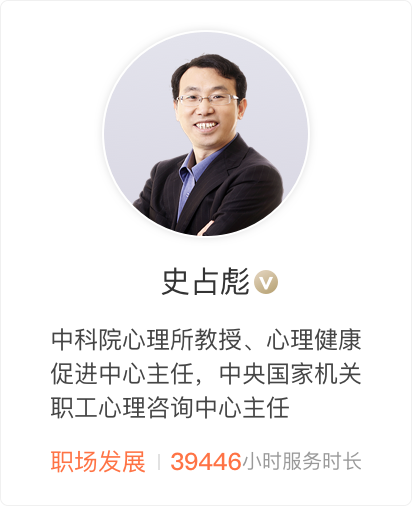 史占彪
中科院心理所教授、心理健康
促进中心主任，中央国家机关
职工心理咨询中心主任
职场发展 | 39446小时服务时长